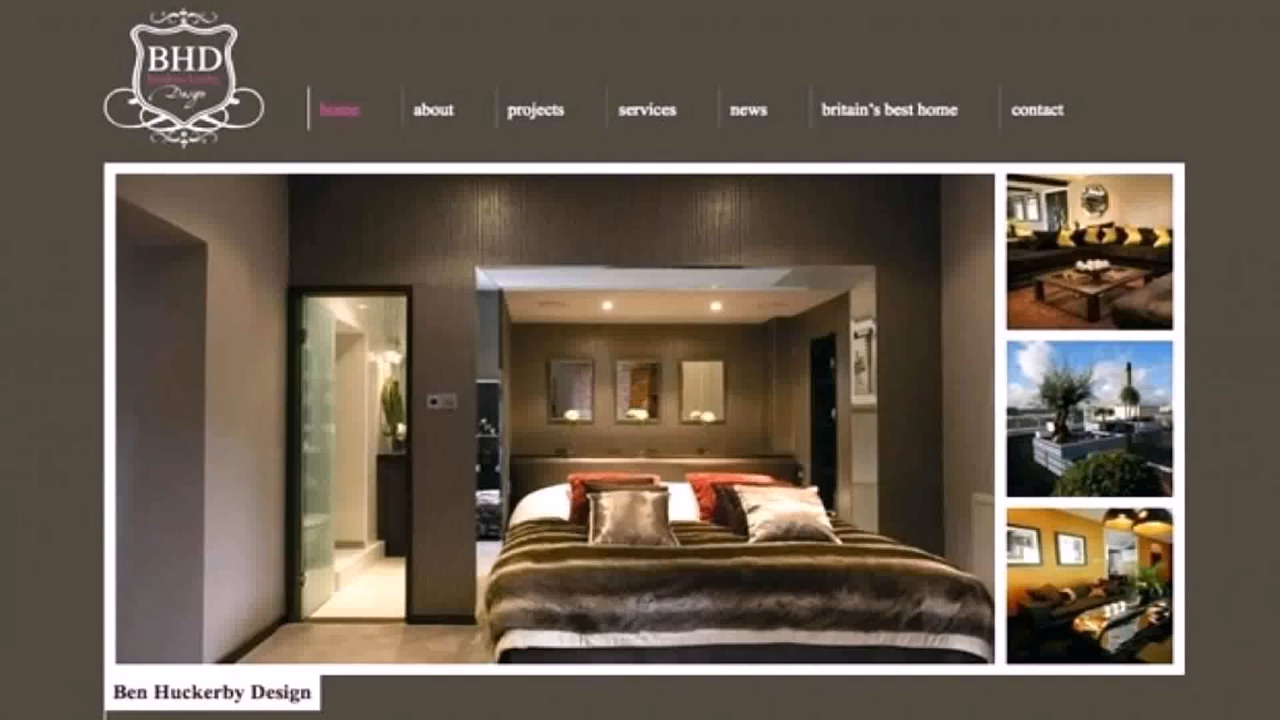 BHD
Design
home
about
projects
services
news
britain's best home
contact
Ben Huckerby Design